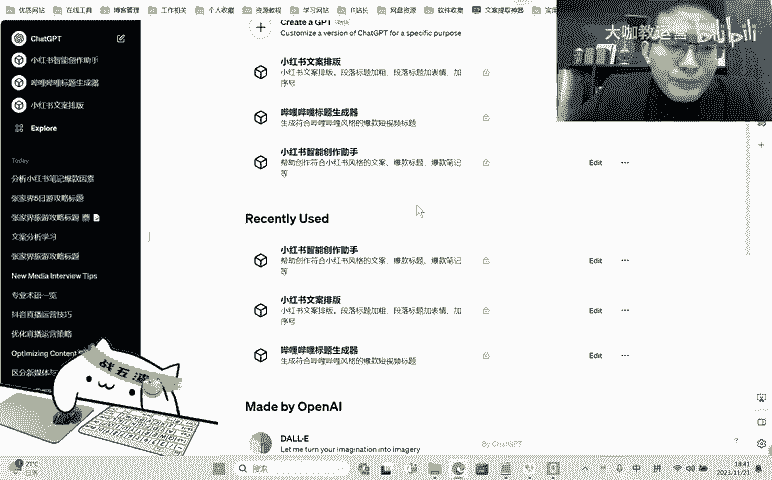 优质网站 在线工具 博客管理 工作相关 个人收藏 资源教程 学习网站 IT站长 网盘资源 软件收集 文案提取神器
大咖教运营 bilibili
ChatGPT
小红书智能创作助手
哔哩哔哩标题生成器
小红书文案排版
Explore
Today
分析小红书笔记爆款因素
张家界5日游攻略标题
张家界旅游攻略标题
文案分析学习
张家界旅游攻略标题
New Media Interview Tips
专业术语一览
抖音直播运营技巧
优化直播运营策略
Optimizing Content
区分新媒体与
Create a GPT
Customize a version of ChatGPT for a specific purpose
小红书文案排版
小红书文案排版。段落标题加粗、段落标题加表情、加
序号
哔哩哔哩标题生成器
生成符合哔哩哔哩风格的爆款短视频标题
小红书智能创作助手
帮助创作符合小红书风格的文案、爆款标题、爆款笔记
等
Edit
Recently Used
小红书智能创作助手
帮助创作符合小红书风格的文案、爆款标题、爆款笔记
等
Edit
小红书文案排版
小红书文案排版。段落标题加粗、段落标题加表情、加
序号
Edit
哔哩哔哩标题生成器
生成符合哔哩哔哩风格的爆款短视频标题
Edit
Made by OpenAI
DALL·E
Let me turn your imagination into imagery
By ChatGPT
?
21°C
搜索
中
拼
18:41
2023/11/21